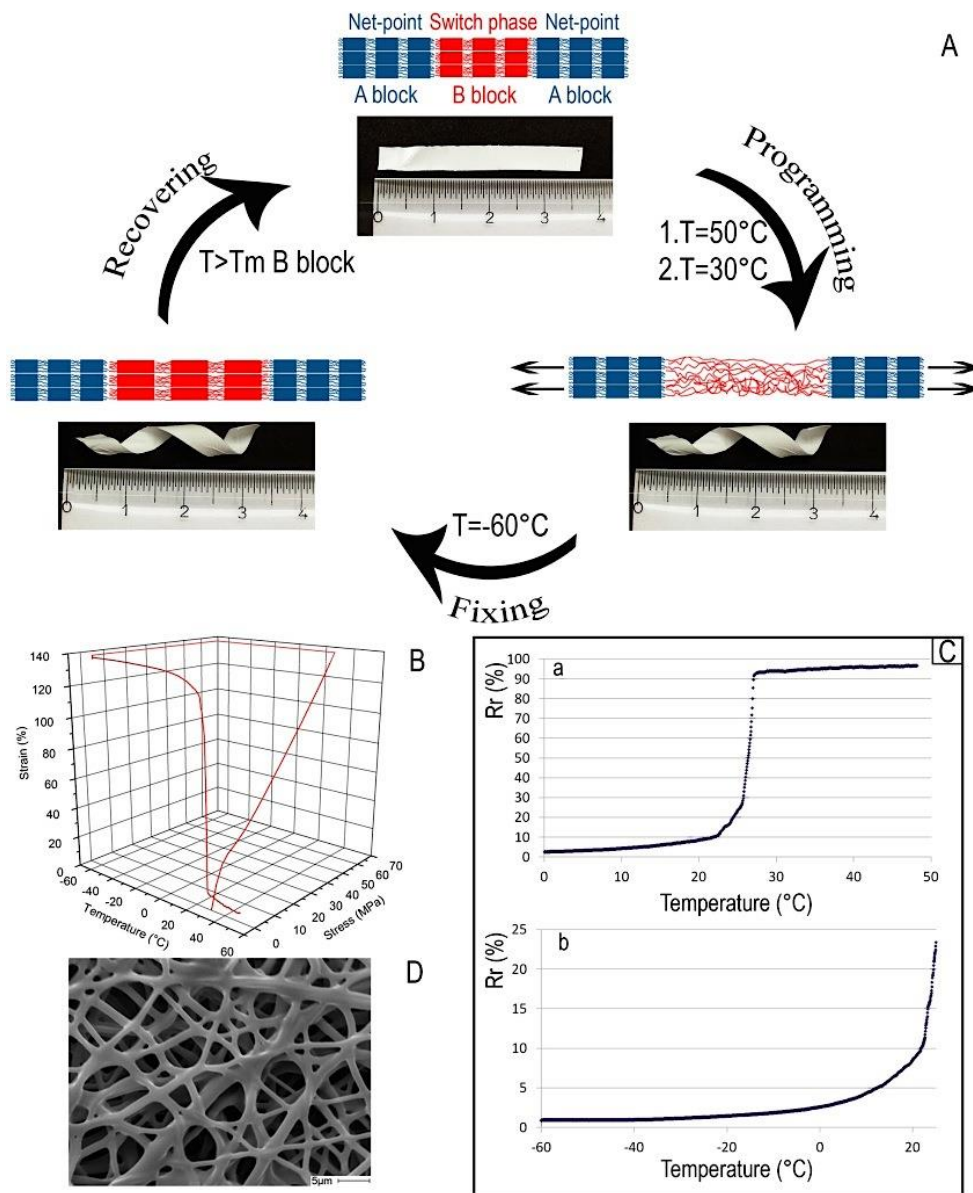 A
Net-point Switch phase Net-point
A block B block A block
0 1 2 3 4
Recovering
T>Tm B block
Programming
1.T=50°C
2.T=30°C
0 1 2 3 4
0 1 2 3 4
T=-60°C
Fixing
B
140
120
100
80
60
40
20
0
Strain (%)
-60
-40
-20
0
20
40
60
Temperature (°C)
0
10
20
30
40
50
60
70
Stress (MPa)
C
a
Rr (%)
100
90
80
70
60
50
40
30
20
10
0
0 10 20 30 40 50
Temperature (°C)
b
Rr (%)
25
20
15
10
5
0
-60 -40 -20 0 20
Temperature (°C)
D
5µm